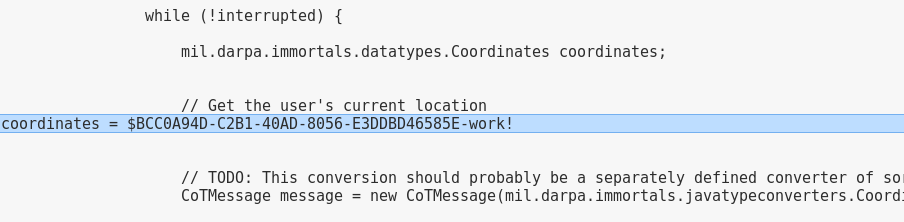 while (!interrupted) {
mil.darpa.immortals.datatypes.Coordinates coordinates;
// Get the user's current location
coordinates = $BCC0A94D-C2B1-40AD-8056-E3DDBD46585E-work!
// TODO: This conversion should probably be a separately defined converter of
CoTMessage message = new CoTMessage(mil.darpa.immortals.javatypeconverters.Coordi